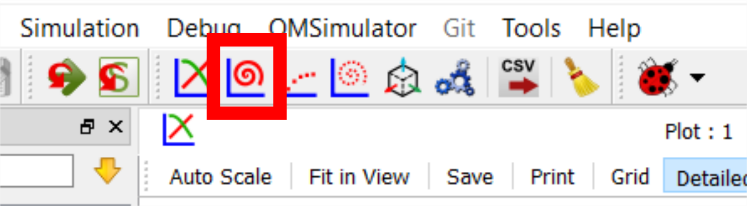 Simulation Debug OMSimulator Git Tools Help
CSV
Plot : 1
Auto Scale Fit in View Save Print Grid Detailed